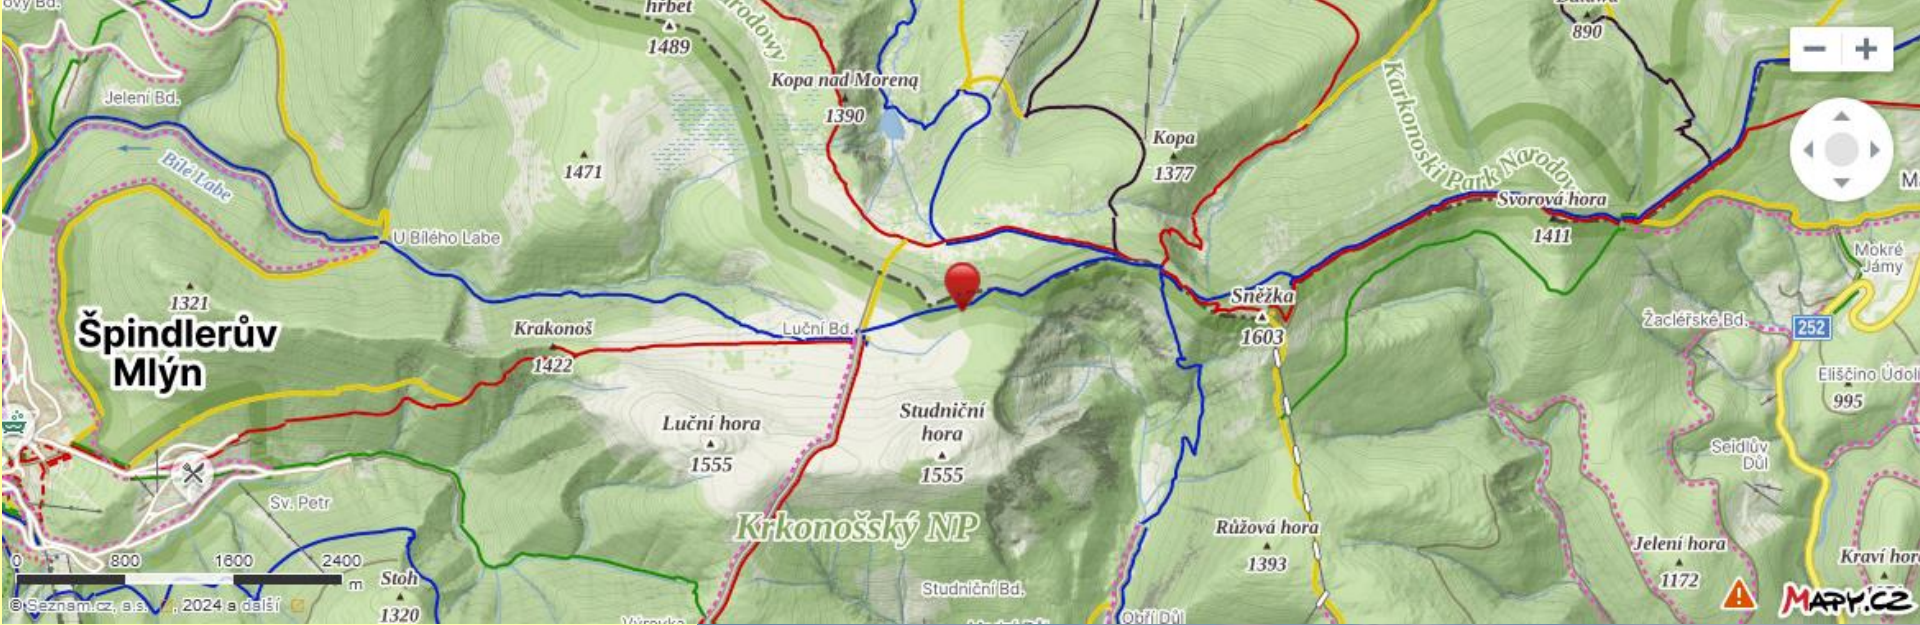 hřbet
1489
890
Jelení Bd.
Kopa nad Moreną
1390
Karkonoski Park Narodowy
Kopa
1377
1471
Bílé Labe
Svorová hora
1411
U Bílého Labe
Mokré
Jámy
1321
Sněžka
1603
Špindlerův
Mlýn
Krakonoš
1422
Luční Bd.
Žacléřské Bd.
252
Eliščino Údolí
995
Luční hora
1555
Studniční
hora
1555
Seidlův
Důl
Sv. Petr
Krkonošský NP
Růžová hora
1393
Jelení hora
1172
0 800 1600 2400
m
Stoh
1320
Studniční Bd.
Obří Důl
© Seznam.cz, a.s. , 2024 a další
MAPY.CZ